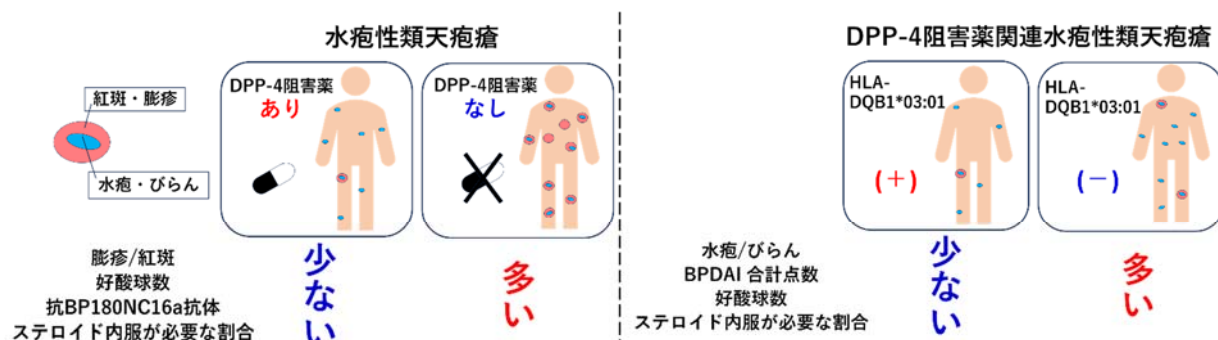 水疱性類天疱瘡
紅斑・膨疹
水疱・びらん
DPP-4阻害薬
あり
DPP-4阻害薬
なし
膨疹/紅斑
好酸球数
抗BP180NC16a抗体
ステロイド内服が必要な割合
少ない
多い
DPP-4阻害薬関連水疱性類天疱瘡
HLA-
DQB1*03:01
(+)
HLA-
DQB1*03:01
(-)
水疱/びらん
BPDAI 合計点数
好酸球数
ステロイド内服が必要な割合
少ない
多い